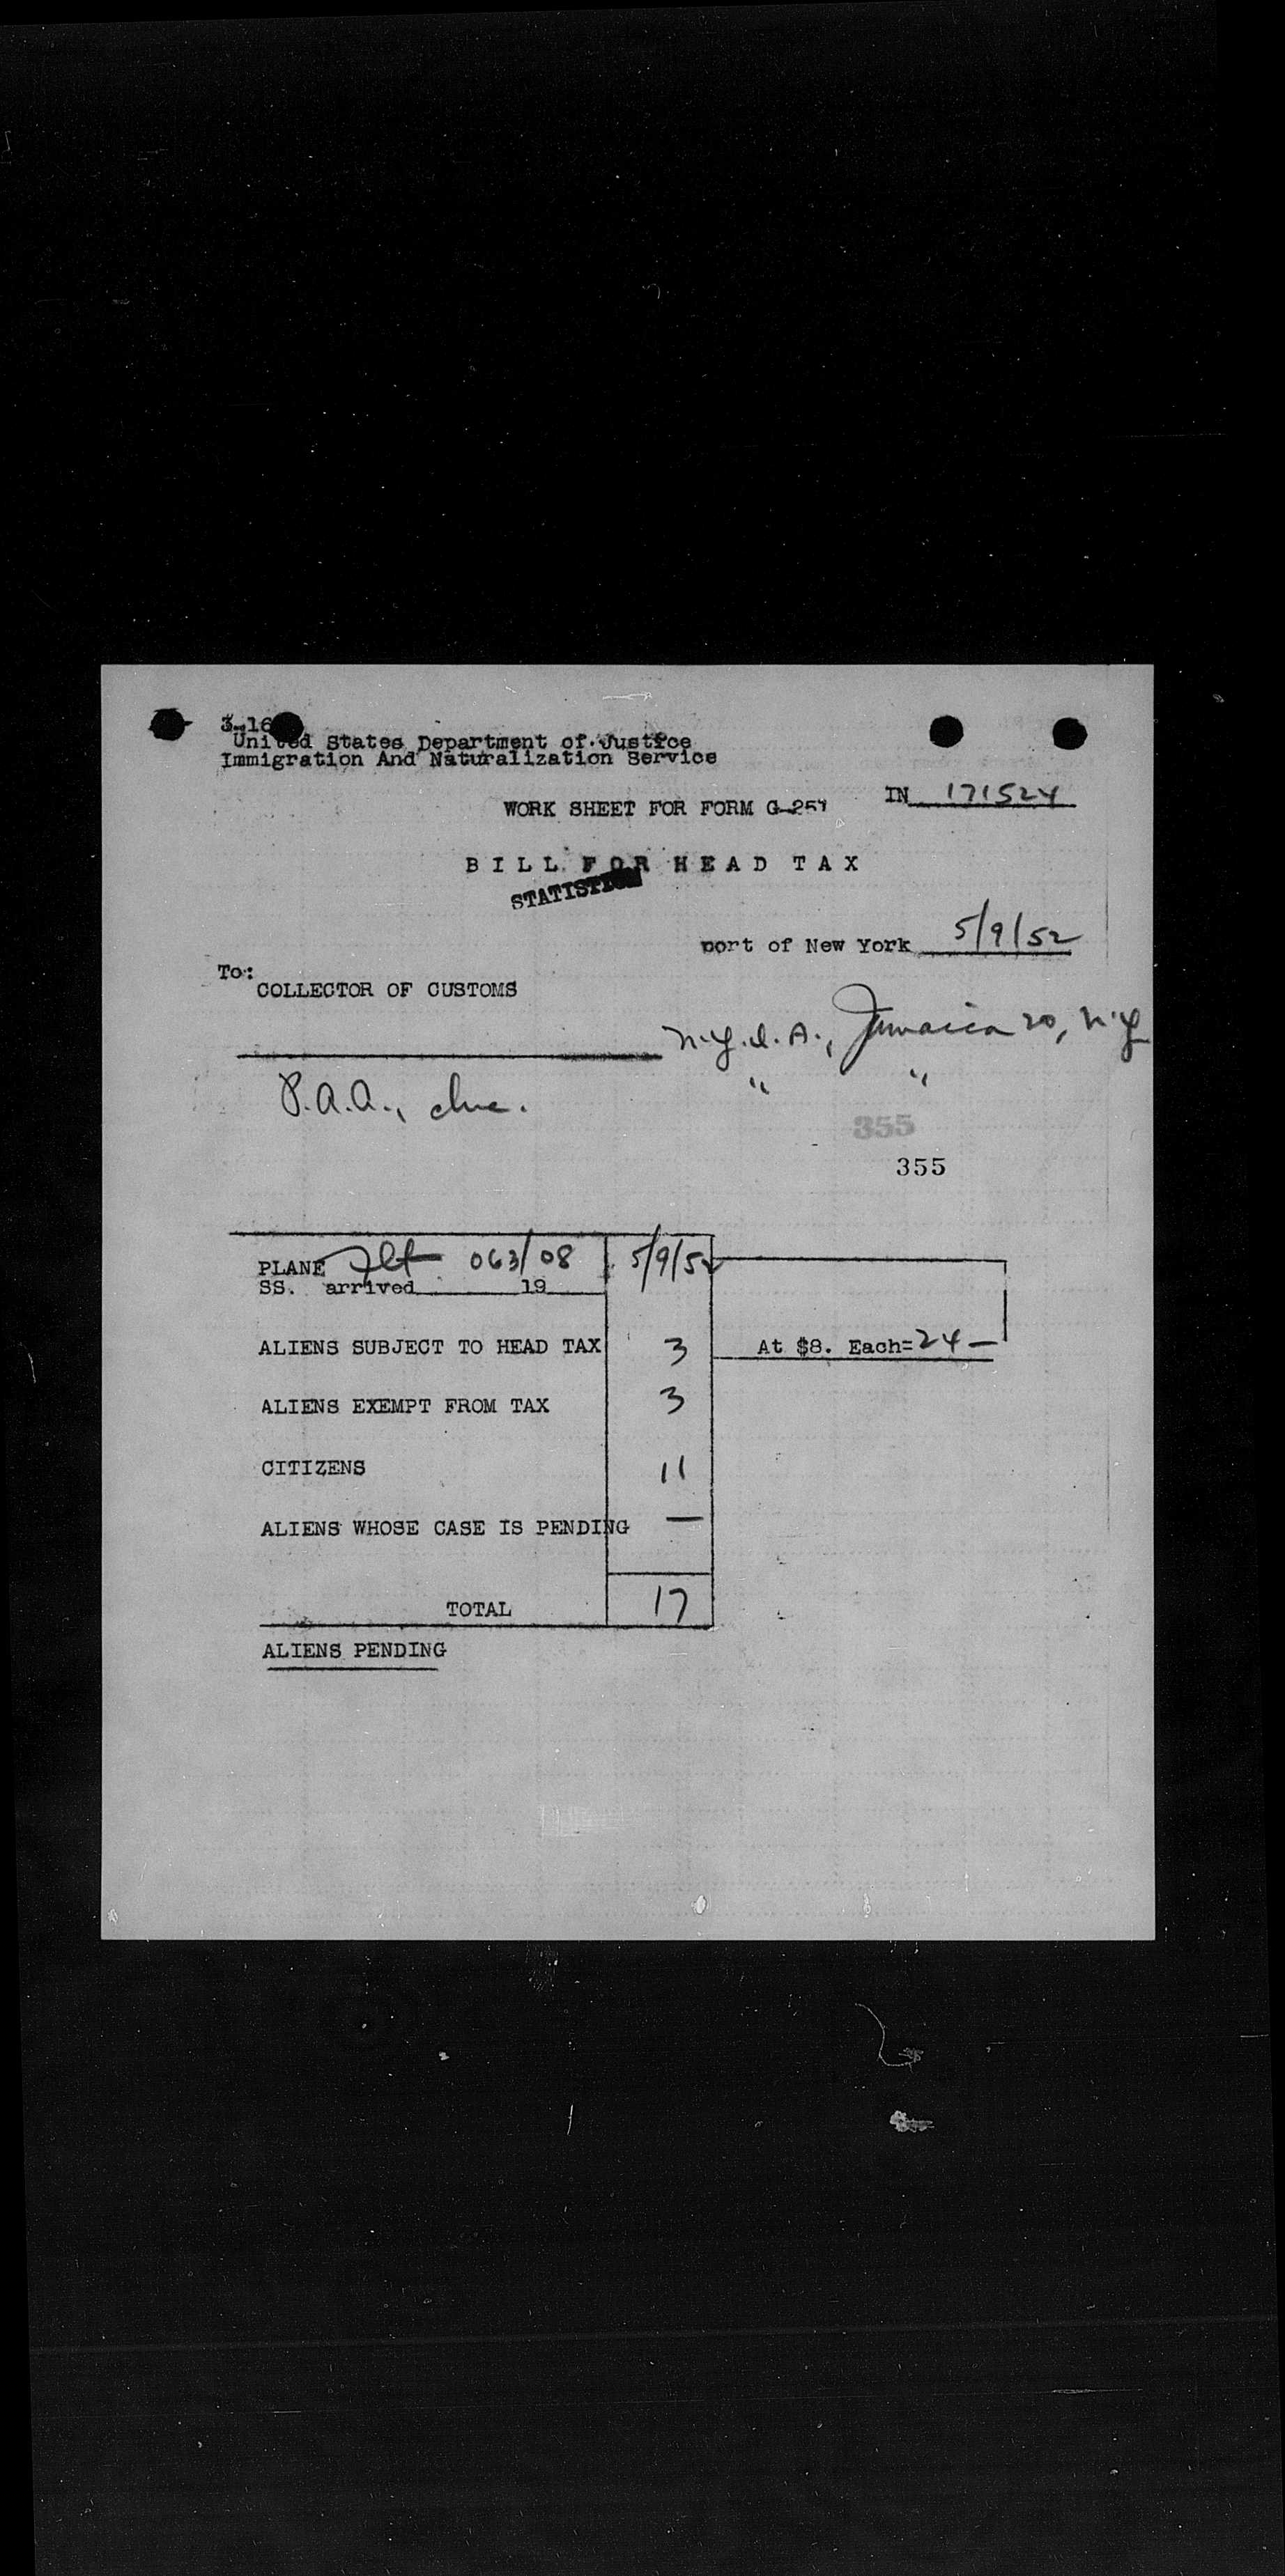 3-16
United States Department of Justice
Immigration And Naturalization Service
IN 171524
WORK SHEET FOR FORM G-251
BILL FOR HEAD TAX
port of New York 5/9/52
To:
COLLECTOR OF CUSTOMS
N.Y.I.A., Jamaica 20, N.Y
P.A.A., Inc. " "
355
355
PLANE Flt 063/08 5/9/52
SS. arrived 19
ALIENS SUBJECT TO HEAD TAX 3 At $8. Each= 24 —
ALIENS EXEMPT FROM TAX 3
CITIZENS 11
ALIENS WHOSE CASE IS PENDING —
TOTAL 17
ALIENS PENDING